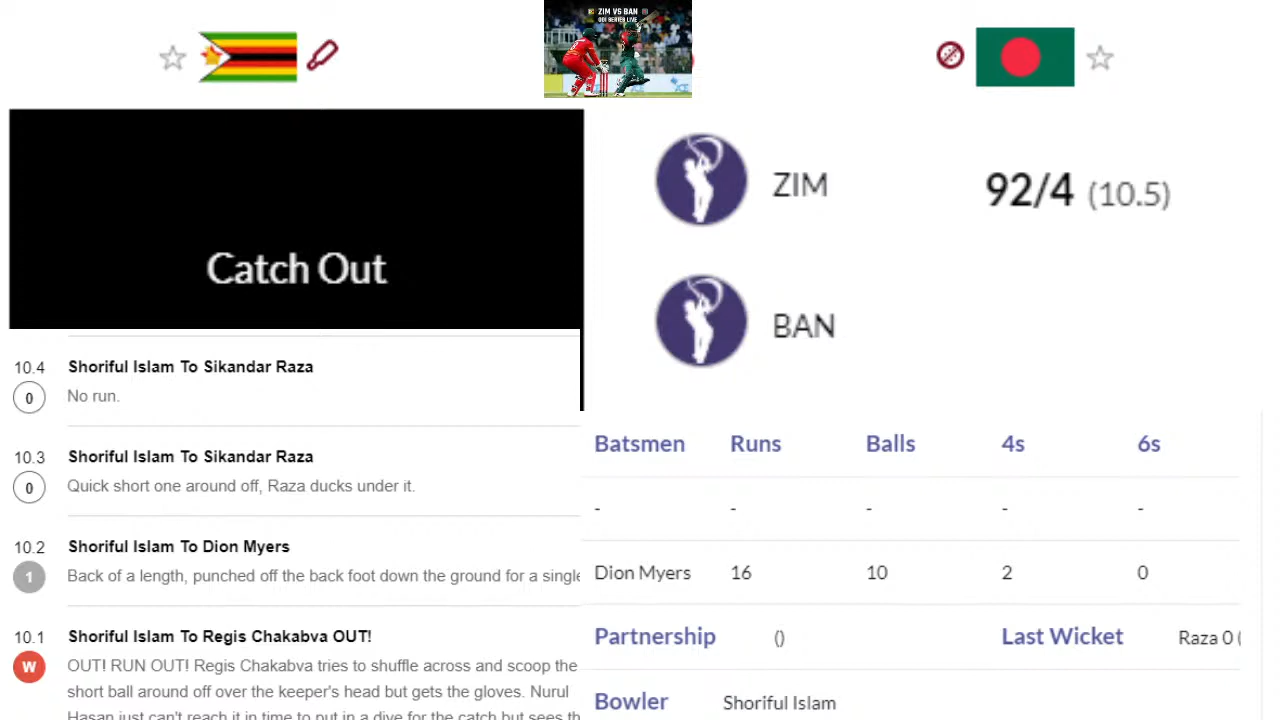 ZIM VS BAN
ODI SERIES LIVE
Catch Out
ZIM 92/4 (10.5)
BAN
10.4 Shoriful Islam To Sikandar Raza
0 No run.
10.3 Shoriful Islam To Sikandar Raza
0 Quick short one around off, Raza ducks under it.
10.2 Shoriful Islam To Dion Myers
1 Back of a length, punched off the back foot down the ground for a single
10.1 Shoriful Islam To Regis Chakabva OUT!
W OUT! RUN OUT! Regis Chakabva tries to shuffle across and scoop the
short ball around off over the keeper's head but gets the gloves. Nurul
Hasan just can't reach it in time to put in a dive for the catch but sees th
Batsmen Runs Balls 4s 6s
- - - - -
Dion Myers 16 10 2 0
Partnership () Last Wicket Raza 0 (
Bowler Shoriful Islam